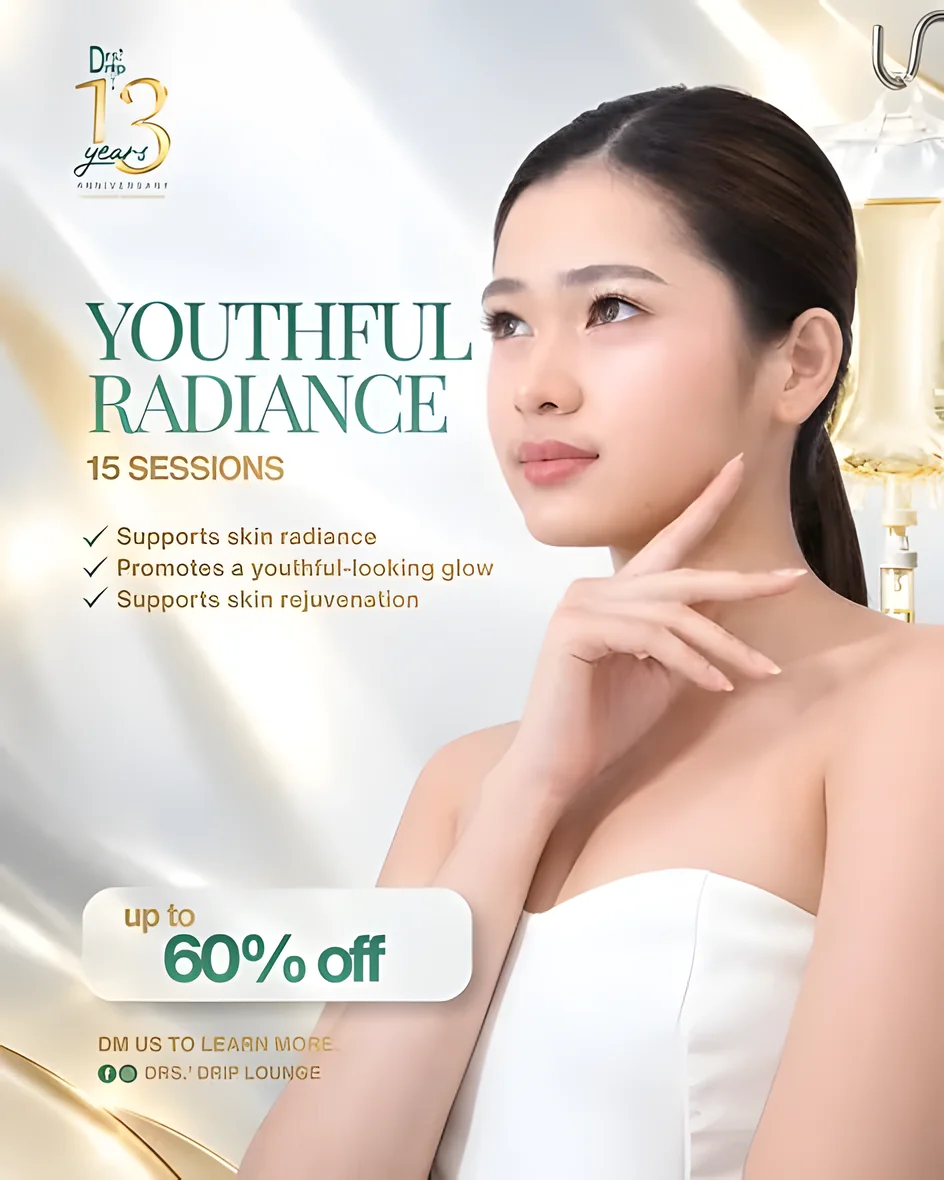 Drs.'
Drip
13
years
ANNIVERSARY
YOUTHFUL
RADIANCE
15 SESSIONS
✓ Supports skin radiance
✓ Promotes a youthful-looking glow
✓ Supports skin rejuvenation
up to
60% off
DM US TO LEARN MORE.
DRS.' DRIP LOUNGE